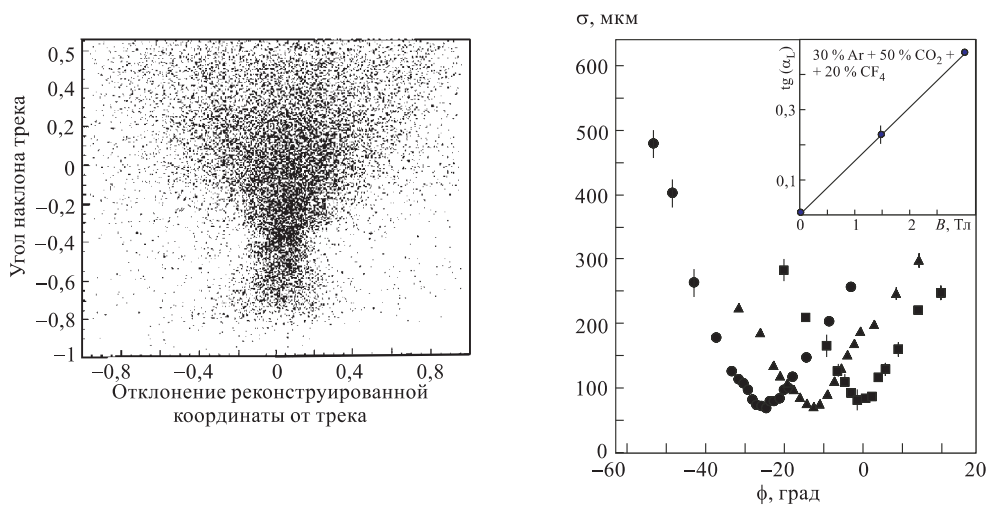 Угол наклона трека
0,5
0,4
0,2
0
−0,2
−0,4
−0,6
−0,8
−1
−0,8 −0,4 0 0,4 0,8
Отклонение реконструированной
координаты от трека
σ, мкм
600
500
400
300
200
100
0
−60 −40 −20 0 20
ϕ, град
tg (α_L)
30 % Ar + 50 % CO₂ +
+ 20 % CF₄
0,3
0,1
0 1 2 B, Тл